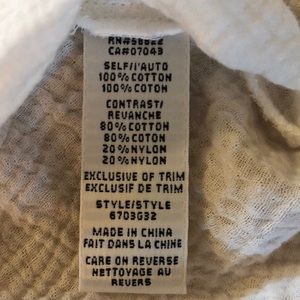 CA#07043
SELF/L'AUTO
100% COTTON
100% COTON
CONTRAST/
REVANCHE
80% COTTON
80% COTON
20% NYLON
20% NYLON
EXCLUSIVE OF TRIM
EXCLUSIF DE TRIM
STYLE/STYLE
6703G32
MADE IN CHINA
FAIT DANS LA CHINE
CARE ON REVERSE
NETTOYAGE AU
REVERS